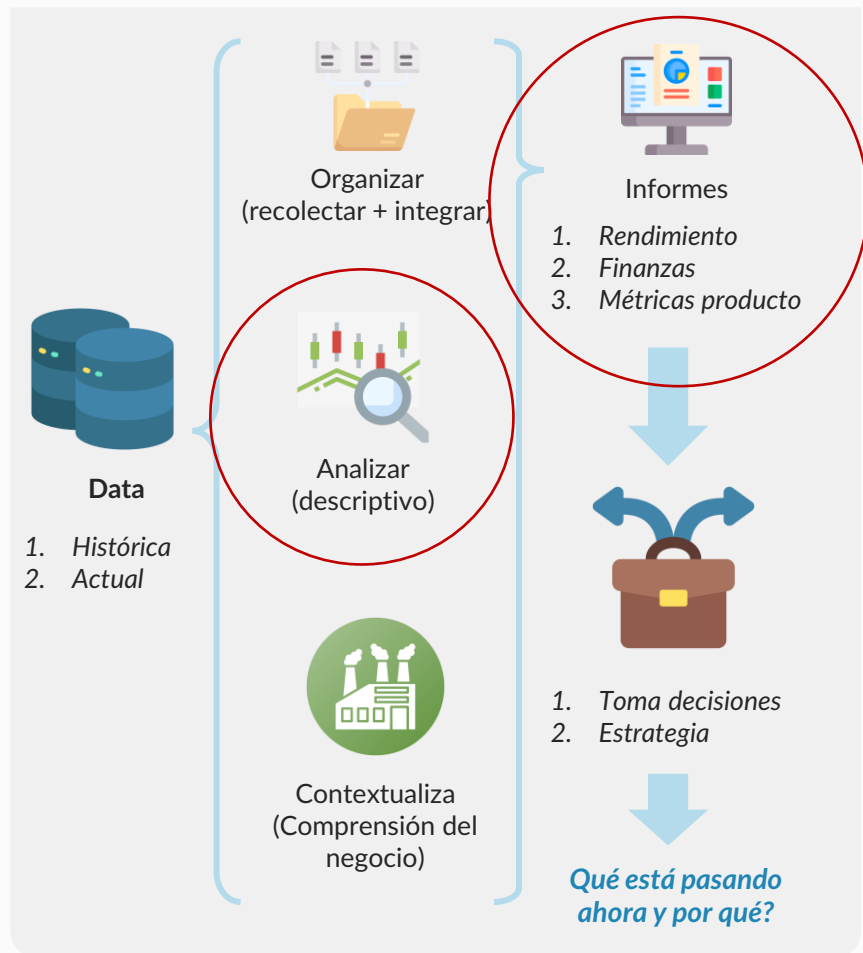 Data
1. Histórica
2. Actual
Organizar
(recolectar + integrar)
Analizar
(descriptivo)
Contextualiza
(Comprensión del
negocio)
Informes
1. Rendimiento
2. Finanzas
3. Métricas producto
1. Toma decisiones
2. Estrategia
Qué está pasando
ahora y por qué?